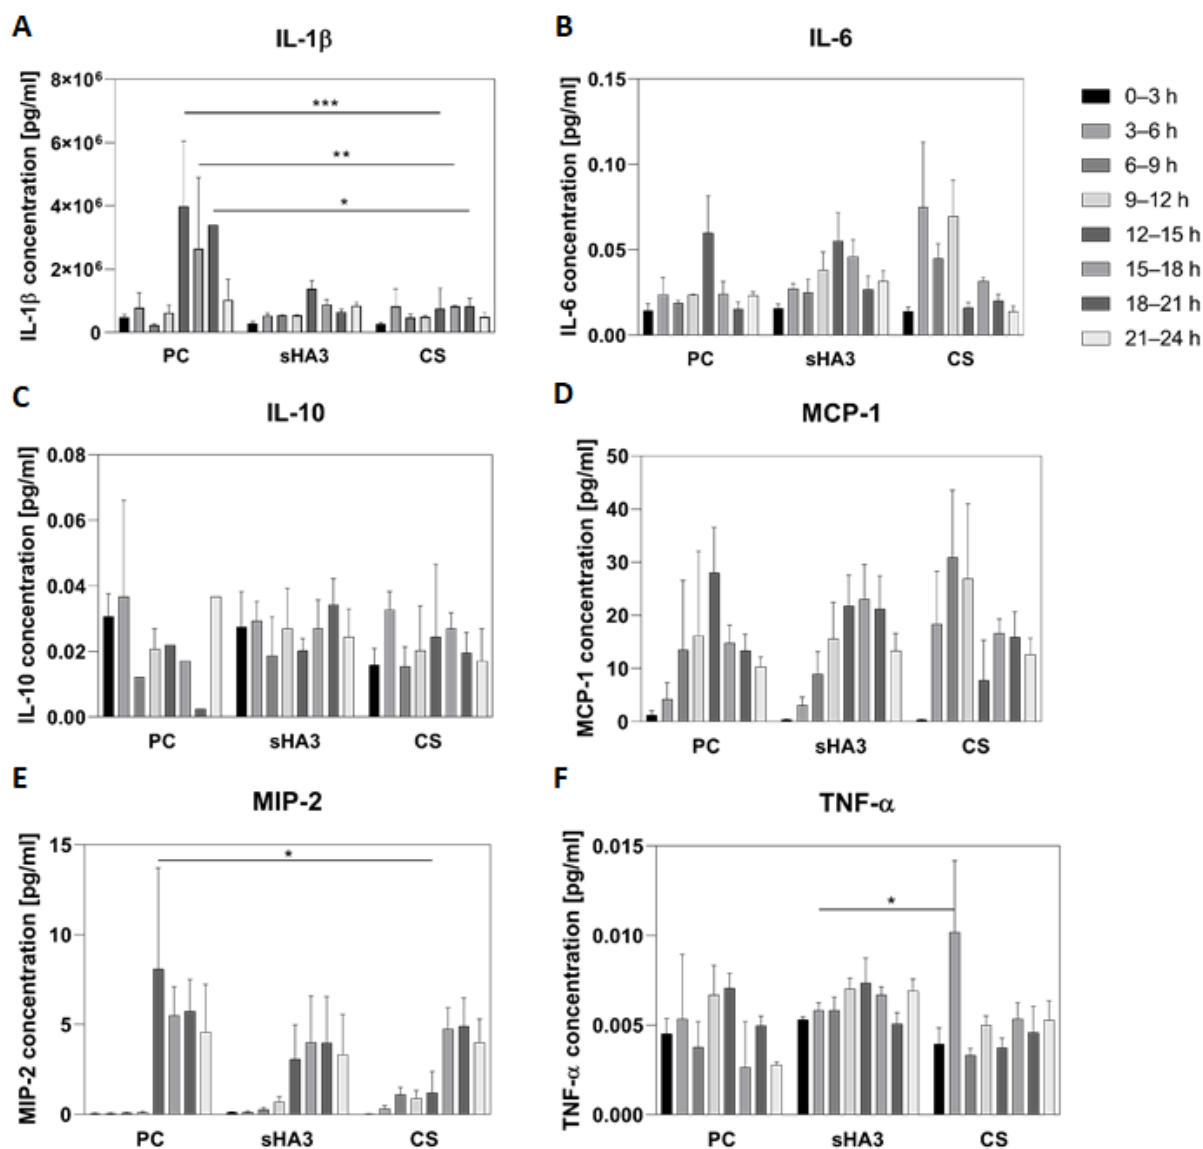 A
IL-1β
IL-1β concentration [pg/ml]
8×10⁶
6×10⁶
4×10⁶
2×10⁶
0
***
**
*
PC
sHA3
CS
B
IL-6
IL-6 concentration [pg/ml]
0.15
0.10
0.05
0.00
PC
sHA3
CS
0–3 h
3–6 h
6–9 h
9–12 h
12–15 h
15–18 h
18–21 h
21–24 h
C
IL-10
IL-10 concentration [pg/ml]
0.08
0.06
0.04
0.02
0.00
PC
sHA3
CS
D
MCP-1
MCP-1 concentration [pg/ml]
50
40
30
20
10
0
PC
sHA3
CS
E
MIP-2
MIP-2 concentration [pg/ml]
15
10
5
0
*
PC
sHA3
CS
F
TNF-α
TNF-α concentration [pg/ml]
0.015
0.010
0.005
0.000
*
PC
sHA3
CS